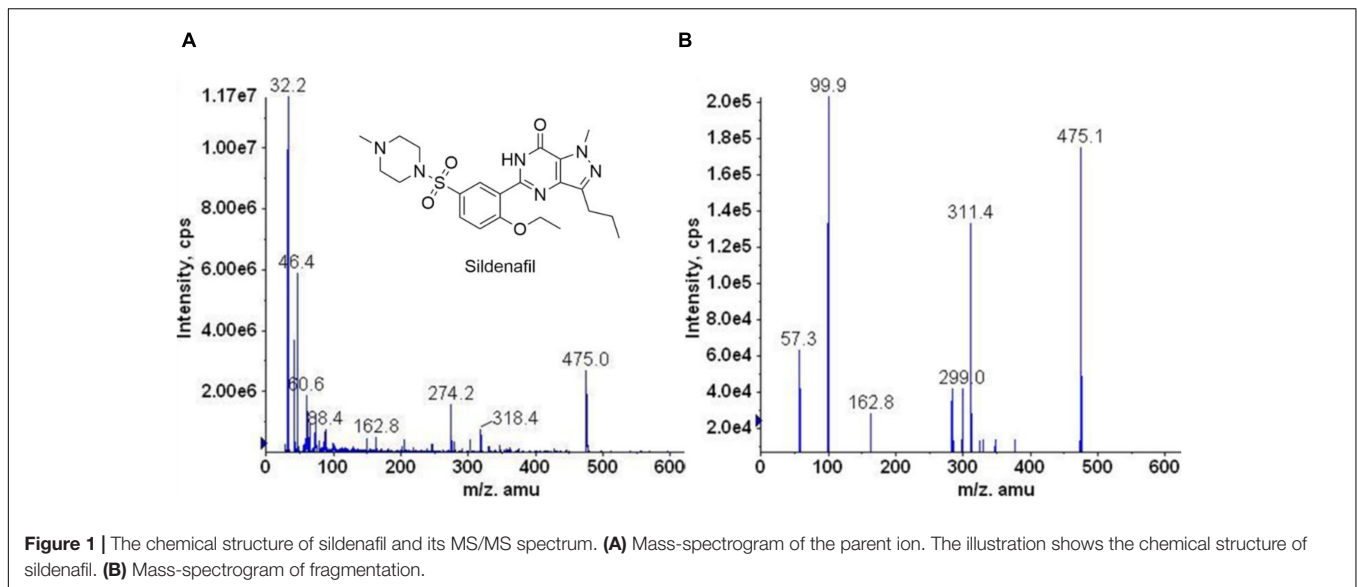 A
B
Intensity, cps
1.17e7
1.00e7
8.00e6
6.00e6
4.00e6
2.00e6
32.2
46.4
60.6
88.4
162.8
274.2
318.4
475.0
0 100 200 300 400 500 600
m/z. amu
N
N
S
O
O
HN
O
N
N
N
O
Sildenafil
Intensity, cps
2.0e5
1.8e5
1.6e5
1.4e5
1.2e5
1.0e5
8.0e4
6.0e4
4.0e4
2.0e4
57.3
99.9
162.8
299.0
311.4
475.1
0 100 200 300 400 500 600
m/z. amu
Figure 1 | The chemical structure of sildenafil and its MS/MS spectrum. (A) Mass-spectrogram of the parent ion. The illustration shows the chemical structure of
sildenafil. (B) Mass-spectrogram of fragmentation.